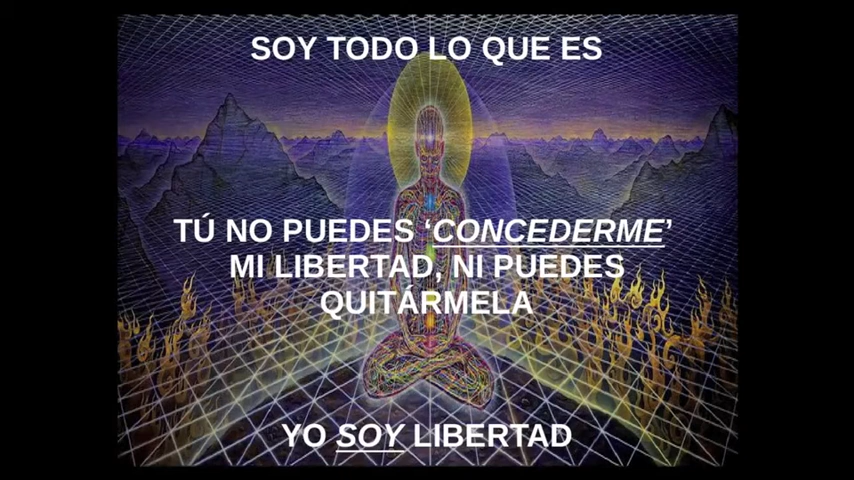 SOY TODO LO QUE ES
TÚ NO PUEDES ‘CONCEDERME’
MI LIBERTAD, NI PUEDES
QUITÁRMELA
YO SOY LIBERTAD